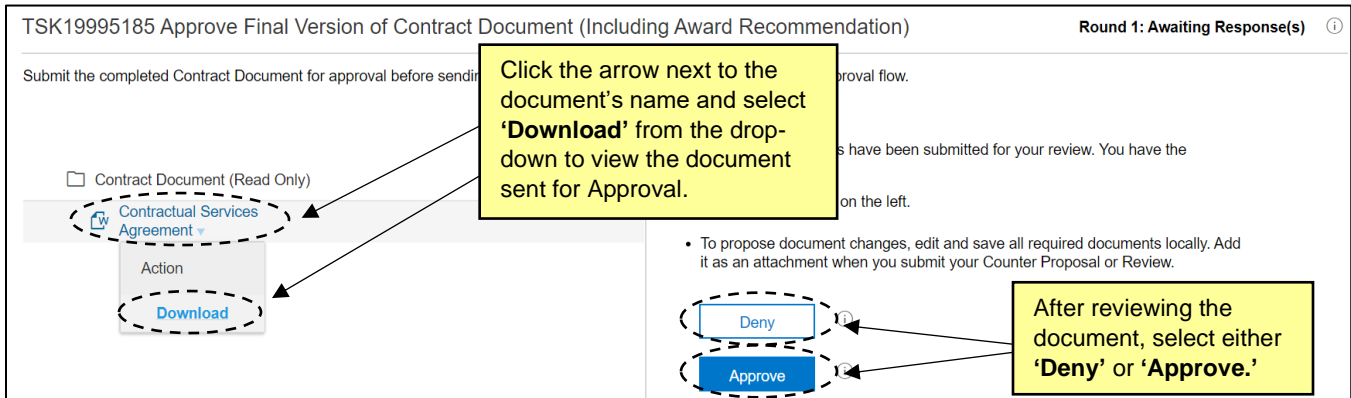 TSK19995185 Approve Final Version of Contract Document (Including Award Recommendation)
Round 1: Awaiting Response(s)
Submit the completed Contract Document for approval before sendin
proval flow.
Click the arrow next to the
document’s name and select
‘Download’ from the drop-
down to view the document
sent for Approval.
s have been submitted for your review. You have the
on the left.
Contract Document (Read Only)
Contractual Services
Agreement
Action
Download
• To propose document changes, edit and save all required documents locally. Add
it as an attachment when you submit your Counter Proposal or Review.
Deny
Approve
After reviewing the
document, select either
‘Deny’ or ‘Approve.’